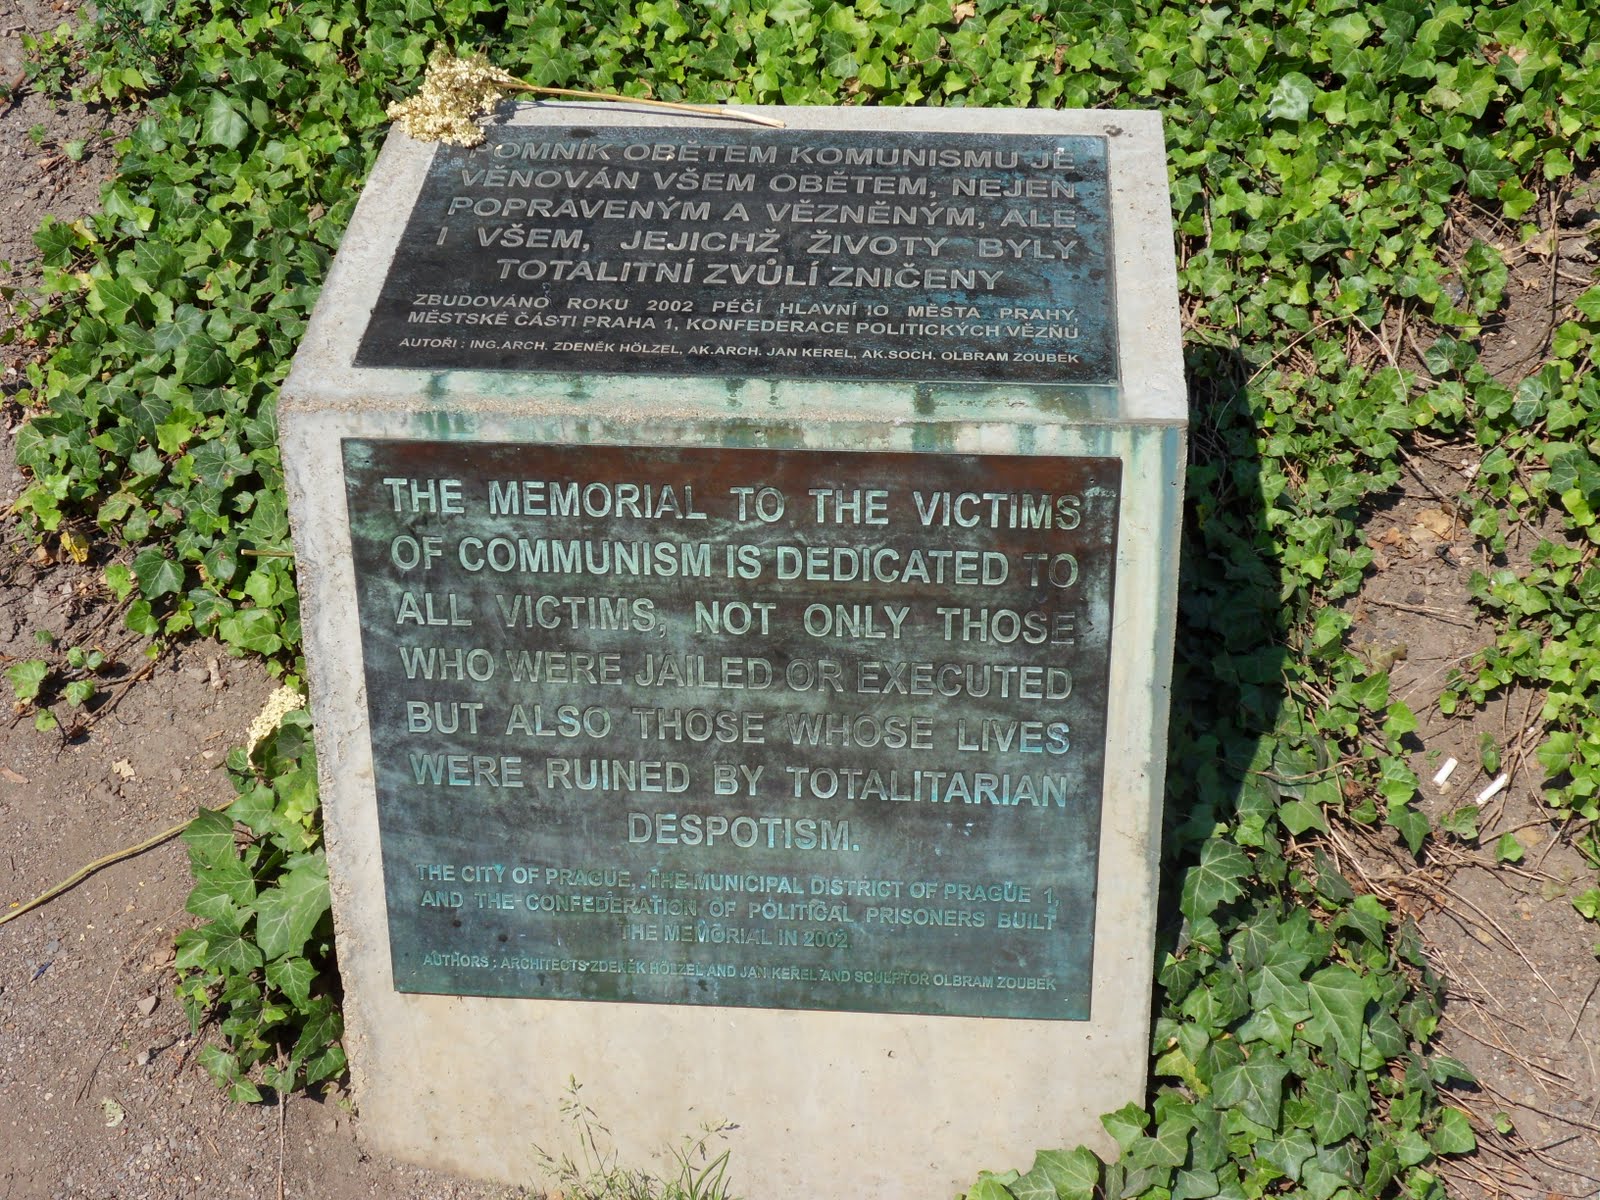 POMNÍK OBĚTEM KOMUNISMU JE
VĚNOVÁN VŠEM OBĚTEM, NEJEN
POPRAVENÝM A VĚZNĚNÝM, ALE
I VŠEM, JEJICHŽ ŽIVOTY BYLY
TOTALITNÍ ZVŮLÍ ZNIČENY
ZBUDOVÁNO ROKU 2002 PÉČÍ HLAVNÍHO MĚSTA PRAHY,
MĚSTSKÉ ČÁSTI PRAHA 1, KONFEDERACE POLITICKÝCH VĚZŇŮ
AUTOŘI : ING.ARCH. ZDENĚK HÖLZEL, AK.ARCH. JAN KEREL, AK.SOCH. OLBRAM ZOUBEK
THE MEMORIAL TO THE VICTIMS
OF COMMUNISM IS DEDICATED TO
ALL VICTIMS, NOT ONLY THOSE
WHO WERE JAILED OR EXECUTED
BUT ALSO THOSE WHOSE LIVES
WERE RUINED BY TOTALITARIAN
DESPOTISM.
THE CITY OF PRAGUE, THE MUNICIPAL DISTRICT OF PRAGUE 1,
AND THE CONFEDERATION OF POLITICAL PRISONERS BUILT
THE MEMORIAL IN 2002.
AUTHORS : ARCHITECTS ZDENĚK HÖLZEL AND JAN KEREL AND SCULPTOR OLBRAM ZOUBEK